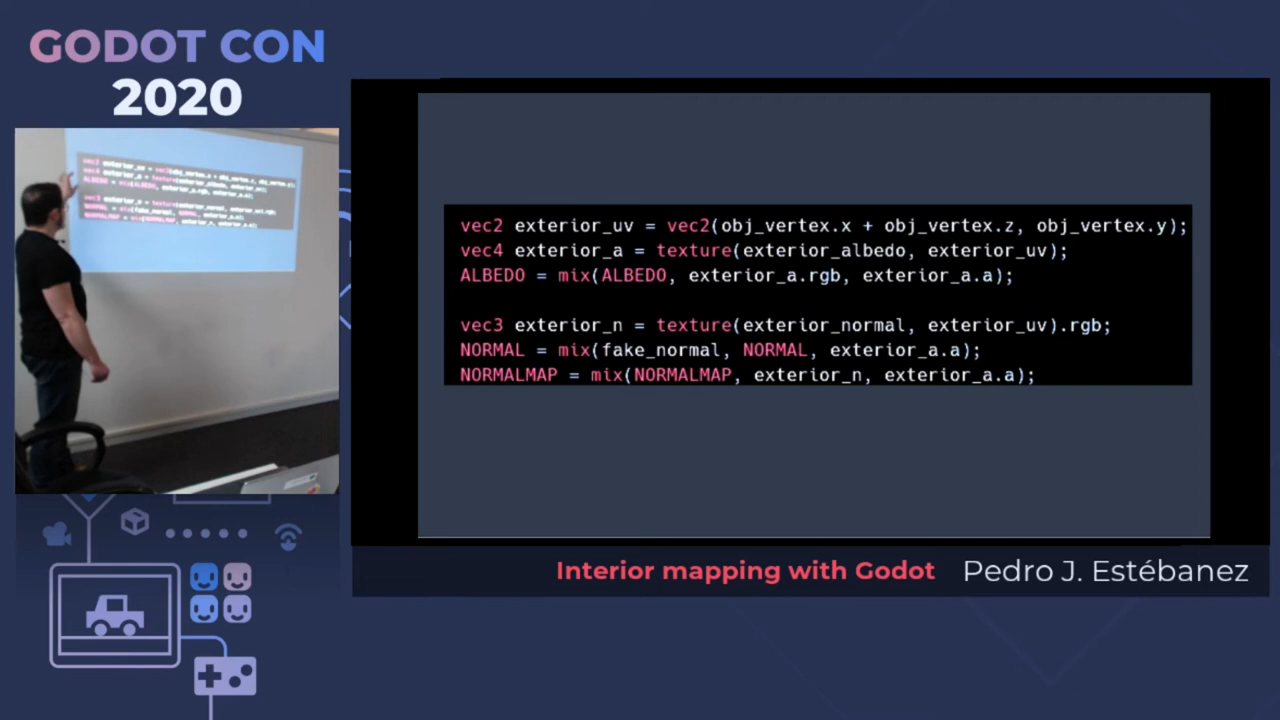 GODOT CON
2020
vec2 exterior_uv = vec2(obj_vertex.x + obj_vertex.z, obj_vertex.y);
vec4 exterior_a = texture(exterior_albedo, exterior_uv);
ALBEDO = mix(ALBEDO, exterior_a.rgb, exterior_a.a);
vec3 exterior_n = texture(exterior_normal, exterior_uv).rgb;
NORMAL = mix(fake_normal, NORMAL, exterior_a.a);
NORMALMAP = mix(NORMALMAP, exterior_n, exterior_a.a);
Interior mapping with Godot Pedro J. Estébanez